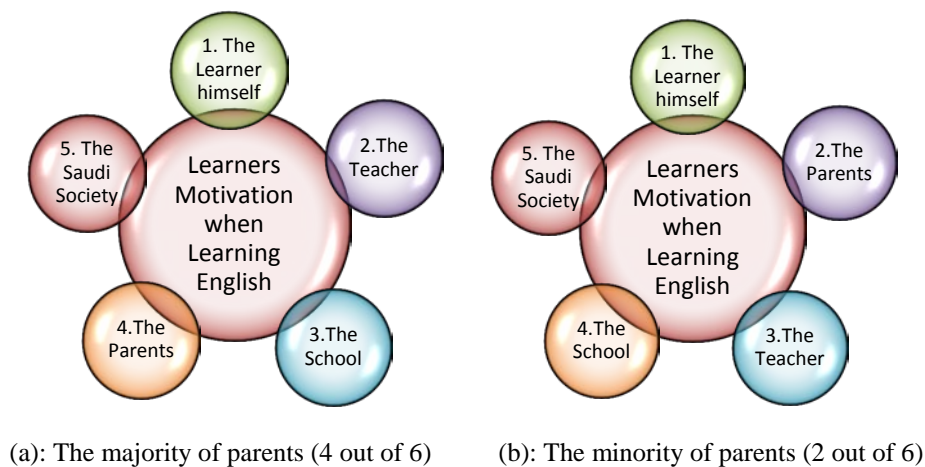 1. The
Learner
himself
2.The
Teacher
3.The
School
4.The
Parents
5. The
Saudi
Society
Learners
Motivation
when
Learning
English
(a): The majority of parents (4 out of 6)
1. The
Learner
himself
2.The
Parents
3.The
Teacher
4.The
School
5. The
Saudi
Society
Learners
Motivation
when
Learning
English
(b): The minority of parents (2 out of 6)